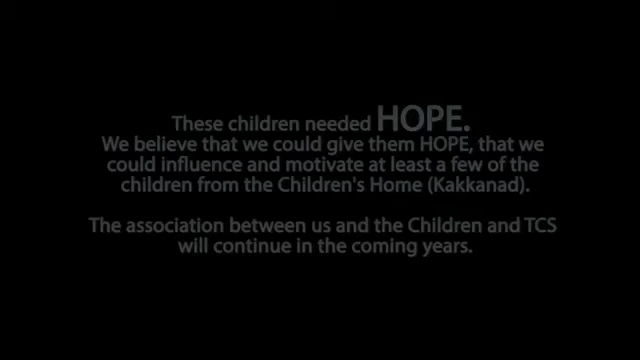 These children needed HOPE.
We believe that we could give them HOPE, that we
could influence and motivate at least a few of the
children from the Children's Home (Kakkanad).
The association between us and the Children and TCS
will continue in the coming years.